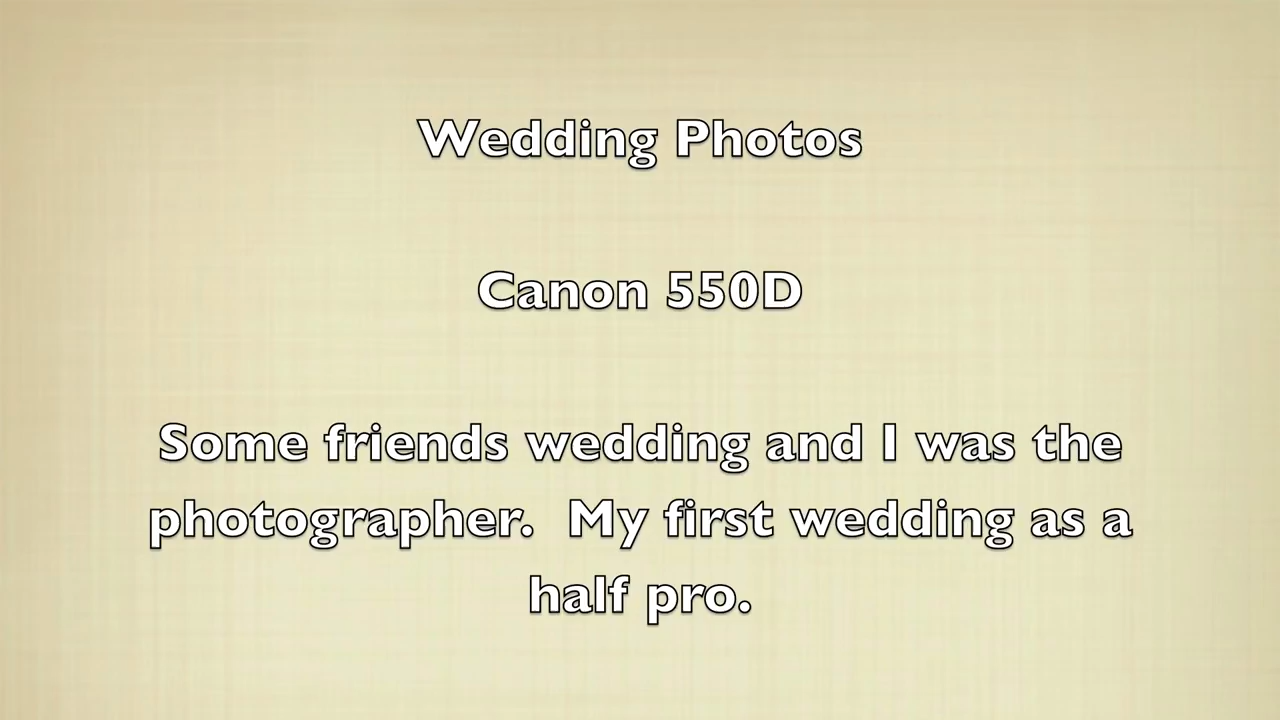 Wedding Photos
Canon 550D
Some friends wedding and I was the
photographer.  My first wedding as a
half pro.